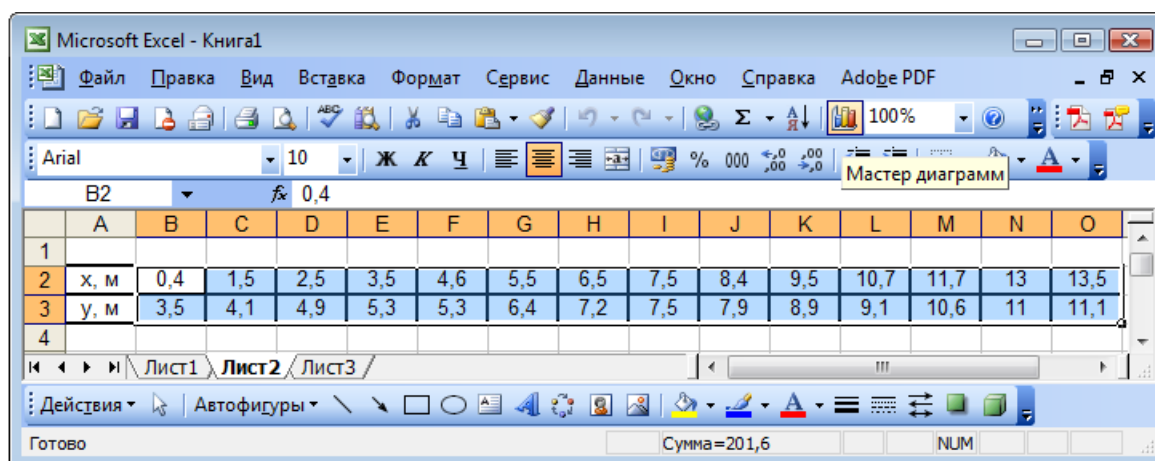 Microsoft Excel - Книга1
Файл Правка Вид Вставка Формат Сервис Данные Окно Справка Adobe PDF
ABC Σ А Я 100%
Arial 10 Ж К Ч % 000 ,00 ,00 А
Мастер диаграмм
B2 fx 0,4
A B C D E F G H I J K L M N O
1
2 x, м 0,4 1,5 2,5 3,5 4,6 5,5 6,5 7,5 8,4 9,5 10,7 11,7 13 13,5
3 y, м 3,5 4,1 4,9 5,3 5,3 6,4 7,2 7,5 7,9 8,9 9,1 10,6 11 11,1
4
Лист1 Лист2 Лист3
Действия Автофигуры А А
Готово Сумма=201,6 NUM